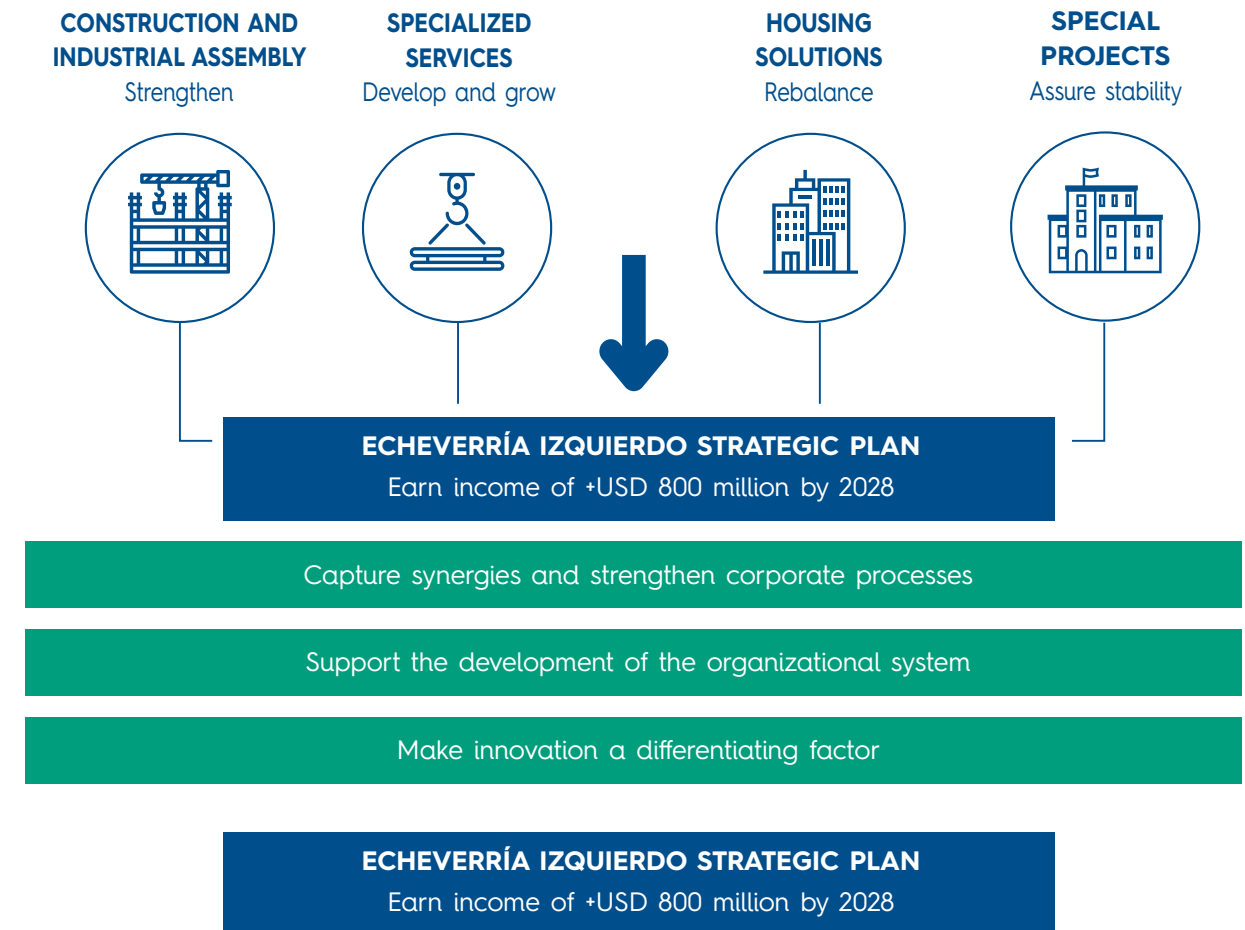 CONSTRUCTION AND
INDUSTRIAL ASSEMBLY
Strengthen
SPECIALIZED
SERVICES
Develop and grow
HOUSING
SOLUTIONS
Rebalance
SPECIAL
PROJECTS
Assure stability
ECHEVERRÍA IZQUIERDO STRATEGIC PLAN
Earn income of +USD 800 million by 2028
Capture synergies and strengthen corporate processes
Support the development of the organizational system
Make innovation a differentiating factor
ECHEVERRÍA IZQUIERDO STRATEGIC PLAN
Earn income of +USD 800 million by 2028